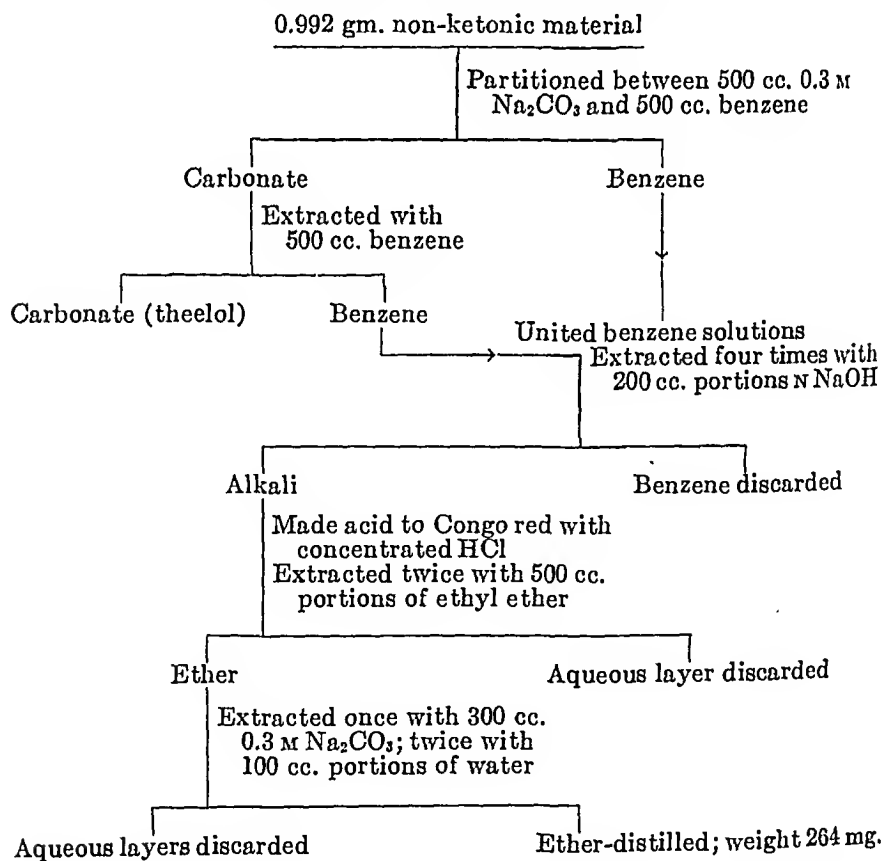 0.992 gm. non-ketonic material
Partitioned between 500 cc. 0.3 M
Na₂CO₃ and 500 cc. benzene
Carbonate
Benzene
Extracted with
500 cc. benzene
Carbonate (theelol)
Benzene
United benzene solutions
Extracted four times with
200 cc. portions N NaOH
Alkali
Benzene discarded
Made acid to Congo red with
concentrated HCl
Extracted twice with 500 cc.
portions of ethyl ether
Ether
Aqueous layer discarded
Extracted once with 300 cc.
0.3 M Na₂CO₃; twice with
100 cc. portions of water
Aqueous layers discarded
Ether-distilled; weight 264 mg.